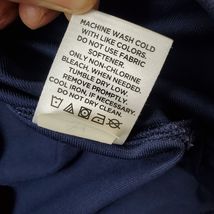 MACHINE WASH COLD
WITH LIKE COLORS.
DO NOT USE FABRIC
SOFTENER.
ONLY NON-CHLORINE
BLEACH, WHEN NEEDED.
TUMBLE DRY LOW.
REMOVE PROMPTLY.
COOL IRON, IF NECESSARY.
DO NOT DRY CLEAN.